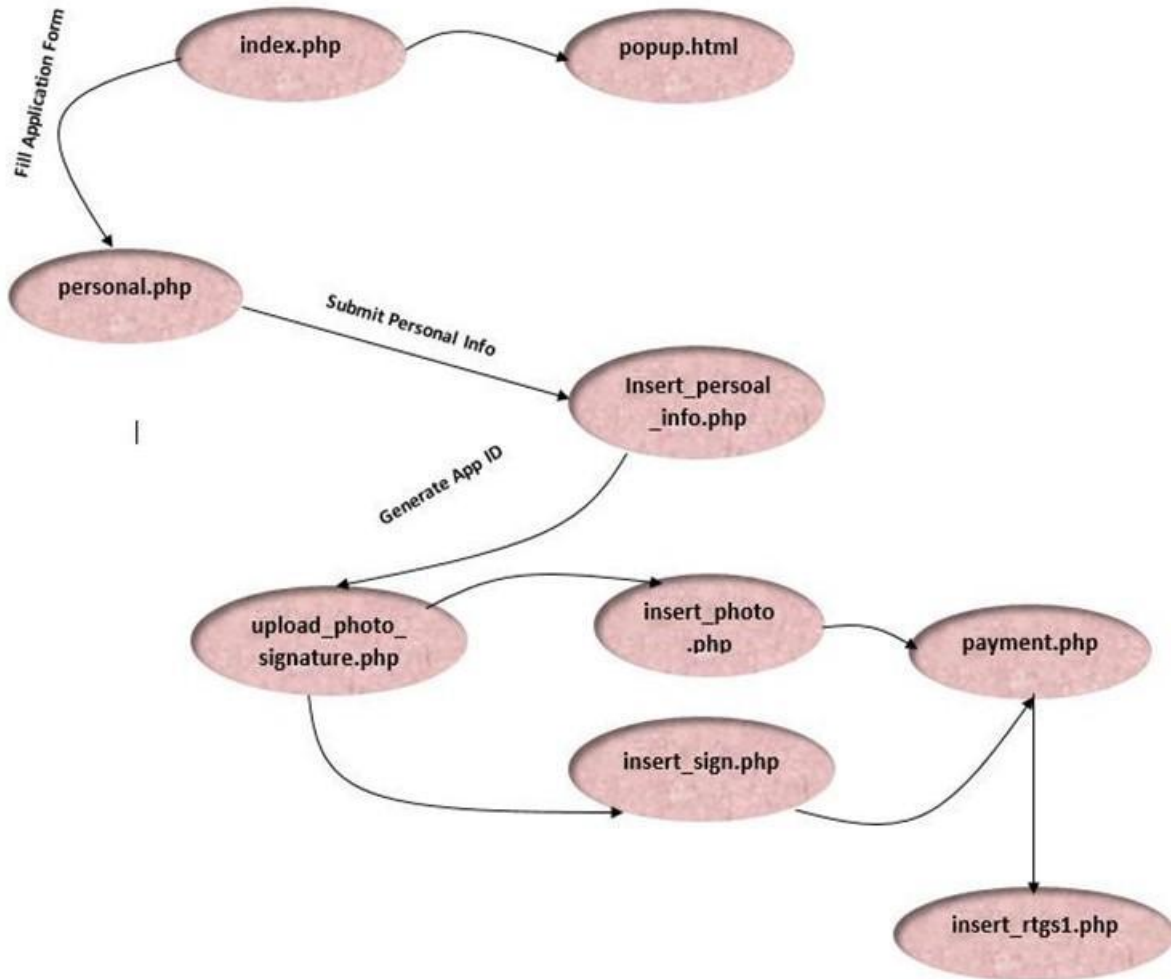 Fill Application Form
index.php
popup.html
personal.php
Submit Personal Info
Insert_persoal
_info.php
Generate App ID
upload_photo_
signature.php
insert_photo
.php
payment.php
insert_sign.php
insert_rtgs1.php